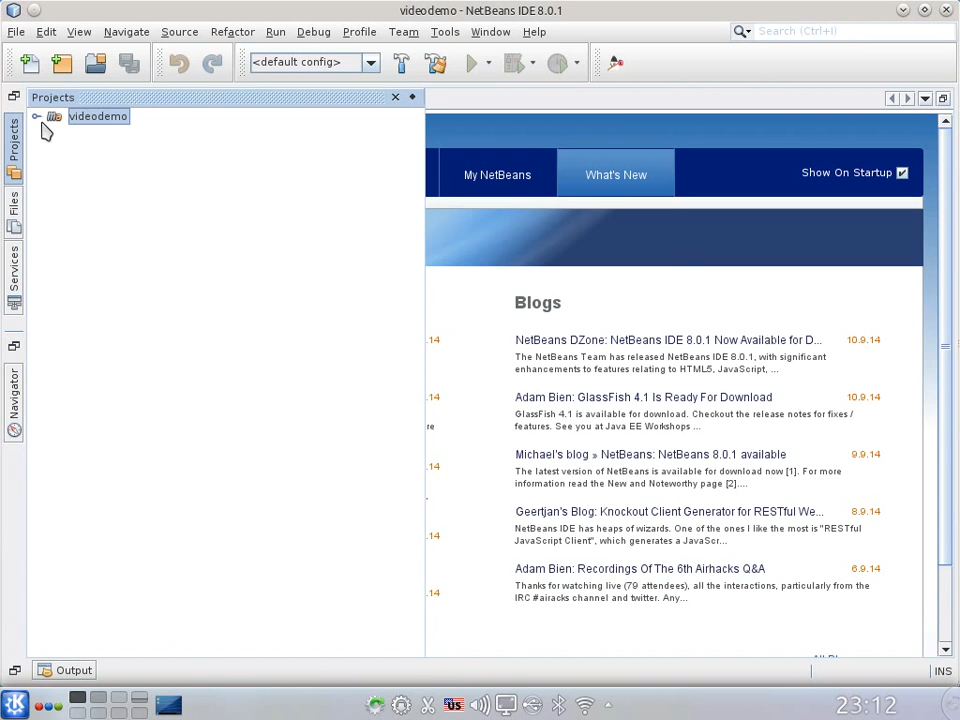 videodemo - NetBeans IDE 8.0.1
File Edit View Navigate Source Refactor Run Debug Profile Team Tools Window Help
Search (Ctrl+I)
<default config>
Projects
videodemo
Projects
Files
Services
Navigator
My NetBeans
What's New
Show On Startup
Blogs
.14
NetBeans DZone: NetBeans IDE 8.0.1 Now Available for D...
10.9.14
The NetBeans Team has released NetBeans IDE 8.0.1, with significant
enhancements to features relating to HTML5, JavaScript, ...
.14
Adam Bien: GlassFish 4.1 Is Ready For Download
10.9.14
GlassFish 4.1 is available for download. Checkout the release notes for fixes /
re
features. See you at Java EE Workshops ...
Michael's blog » NetBeans: NetBeans 8.0.1 available
9.9.14
.14
The latest version of NetBeans is available for download now [1]. For more
information read the New and Noteworthy page [2]....
Geertjan's Blog: Knockout Client Generator for RESTful We...
8.9.14
NetBeans IDE has heaps of wizards. One of the ones I like the most is "RESTful
.14
JavaScript Client", which generates a JavaScr...
Adam Bien: Recordings Of The 6th Airhacks Q&A
6.9.14
Thanks for watching live (79 attendees), all the interactions, particularly from the
.14
IRC #airacks channel and twitter. Any...
Output
INS
us
23:12